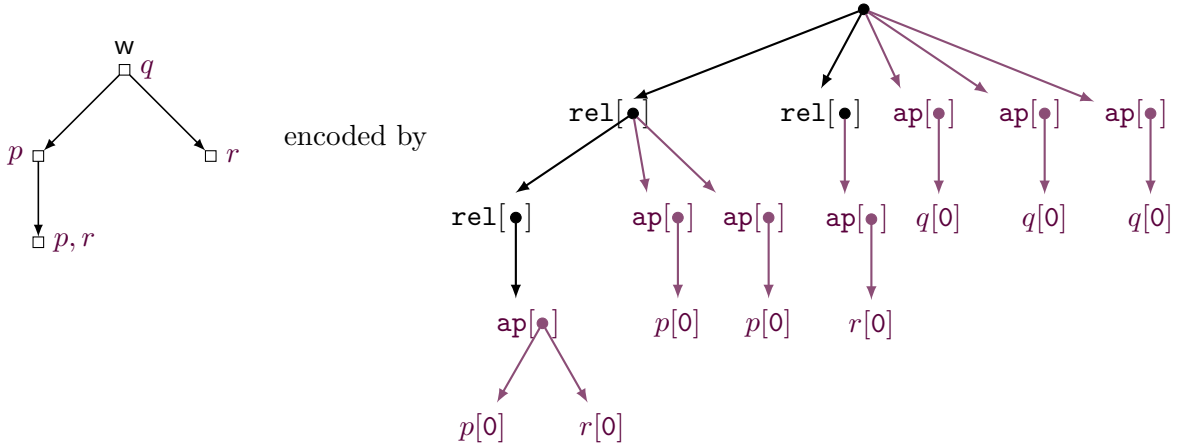 w
q
p
r
p, r
encoded by
rel[ ]
rel[ ]
ap[ ]
ap[ ]
ap[ ]
rel[ ]
ap[ ]
ap[ ]
ap[ ]
q[0]
q[0]
q[0]
ap[ ]
p[0]
p[0]
r[0]
p[0]
r[0]